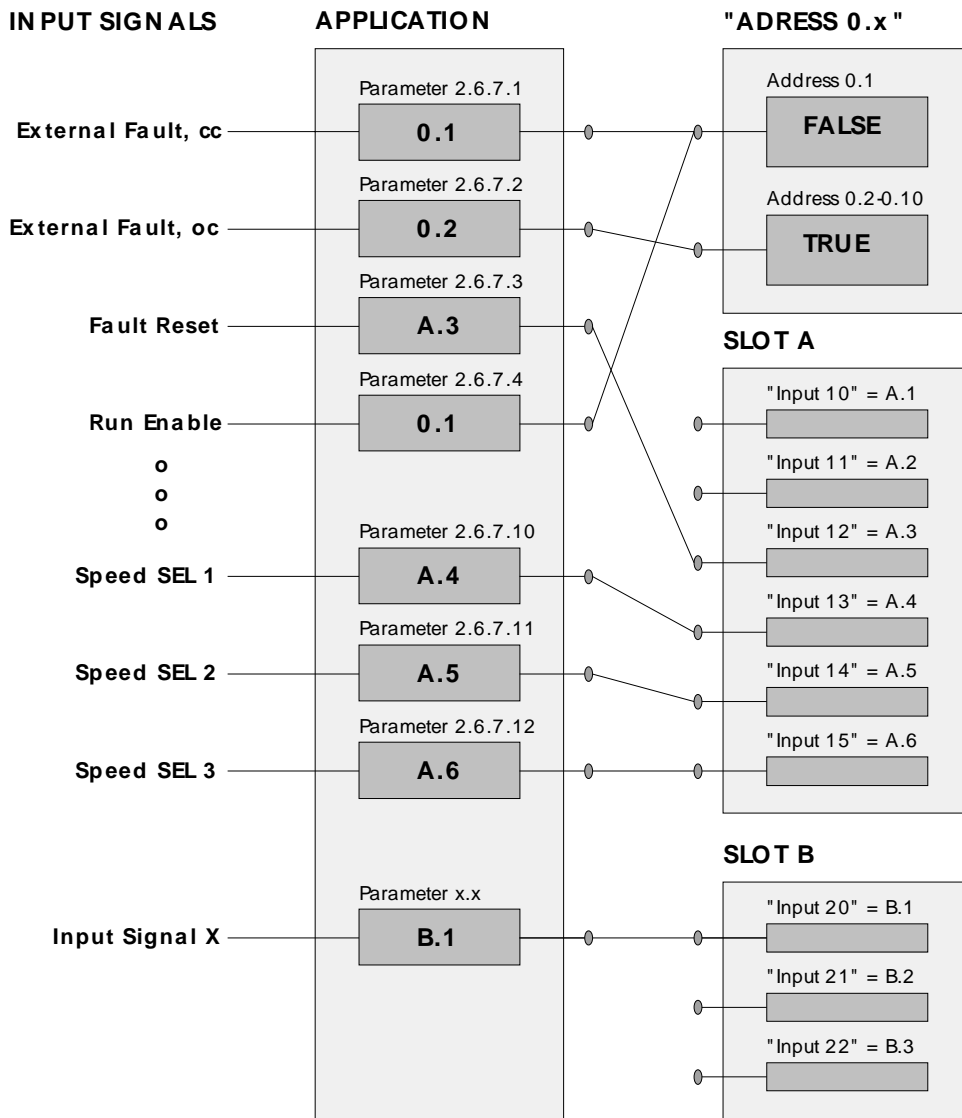 INPUT SIGNALS
APPLICATION
"ADRESS 0.x"
Parameter 2.6.7.1
External Fault, cc
0.1
Parameter 2.6.7.2
External Fault, oc
0.2
Parameter 2.6.7.3
Fault Reset
A.3
Parameter 2.6.7.4
Run Enable
0.1
o
o
o
Parameter 2.6.7.10
Speed SEL 1
A.4
Parameter 2.6.7.11
Speed SEL 2
A.5
Parameter 2.6.7.12
Speed SEL 3
A.6
Parameter x.x
Input Signal X
B.1
Address 0.1
FALSE
Address 0.2-0.10
TRUE
SLOT A
"Input 10" = A.1
"Input 11" = A.2
"Input 12" = A.3
"Input 13" = A.4
"Input 14" = A.5
"Input 15" = A.6
SLOT B
"Input 20" = B.1
"Input 21" = B.2
"Input 22" = B.3